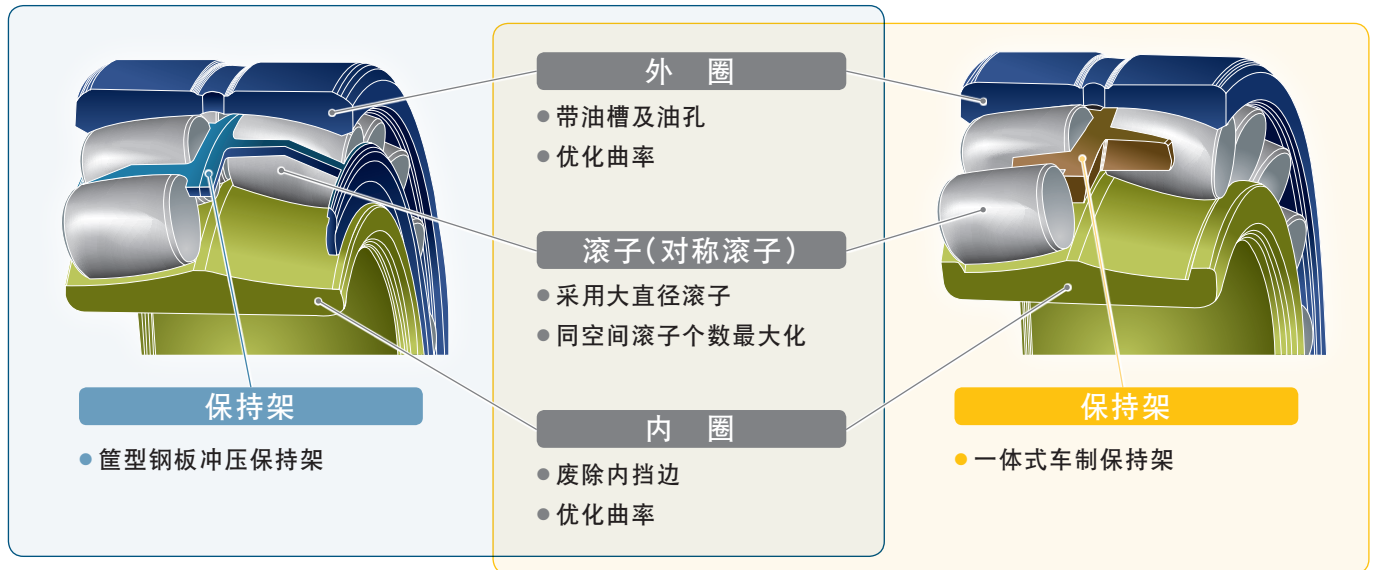 外 圈
● 带油槽及油孔
● 优化曲率
滚子(对称滚子)
● 采用大直径滚子
● 同空间滚子个数最大化
保持架
● 筐型钢板冲压保持架
内 圈
● 废除内挡边
● 优化曲率
保持架
● 一体式车制保持架